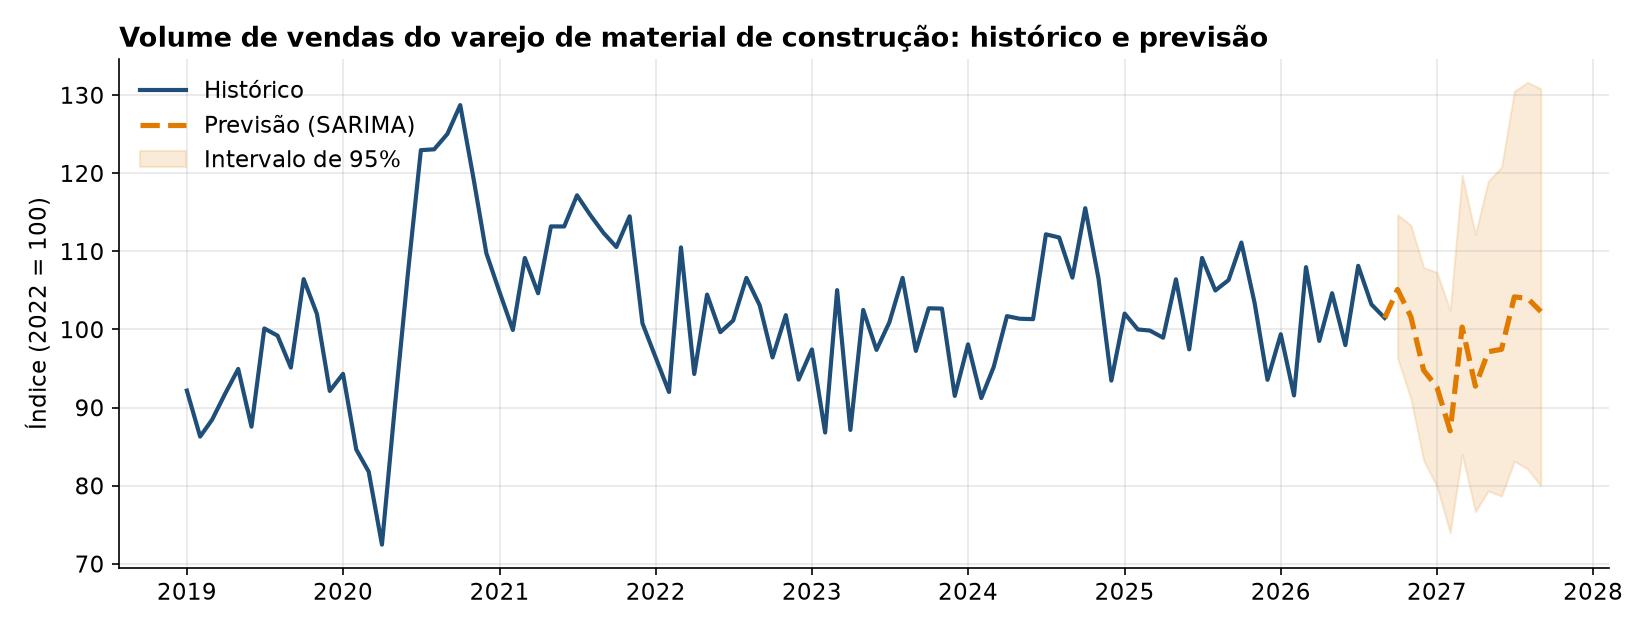 Volume de vendas do varejo de material de construção: histórico e previsão
Histórico
Previsão (SARIMA)
Intervalo de 95%
Índice (2022 = 100)
130
120
110
100
90
80
70
2019 2020 2021 2022 2023 2024 2025 2026 2027 2028